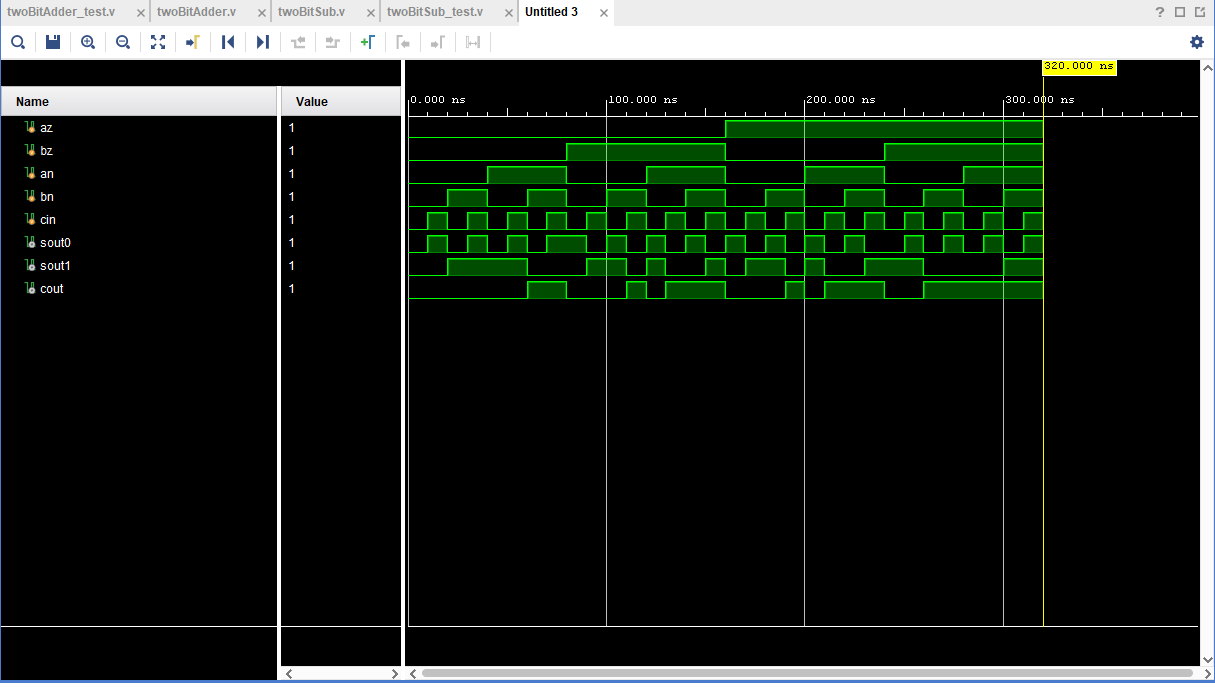 twoBitAdder_test.v × twoBitAdder.v × twoBitSub.v × twoBitSub_test.v × Untitled 3 × ?
320.000 ns
Name Value
0.000 ns 100.000 ns 200.000 ns 300.000 ns
az 1
bz 1
an 1
bn 1
cin 1
sout0 1
sout1 1
cout 1